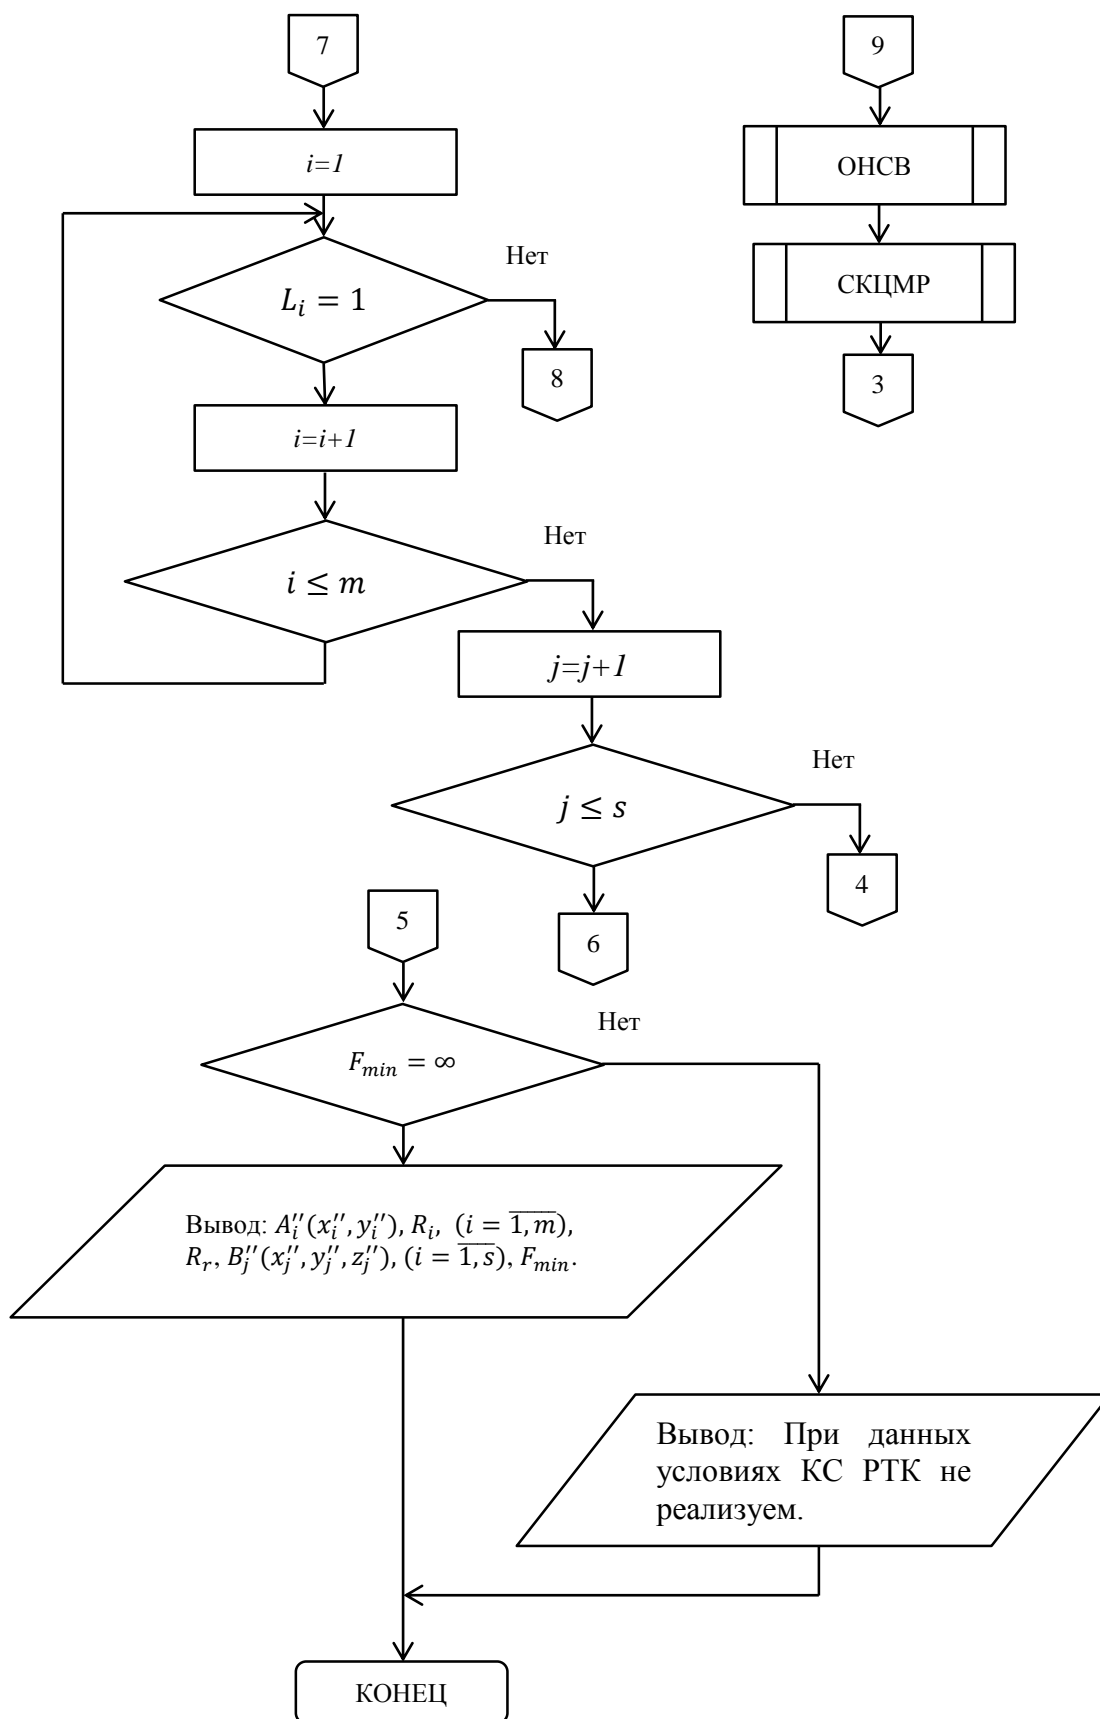 7
9
i=1
ОНСВ
Нет
L_i = 1
СКЦМР
8
3
i=i+1
Нет
i ≤ m
j=j+1
Нет
j ≤ s
4
5
6
Нет
F_min = ∞
Вывод: A_i''(x_i'', y_i''), R_i, (i = \overline{1, m}),
R_r, B_j''(x_j'', y_j'', z_j''), (i = \overline{1, s}), F_min.
Вывод: При данных
условиях КС РТК не
реализуем.
КОНЕЦ